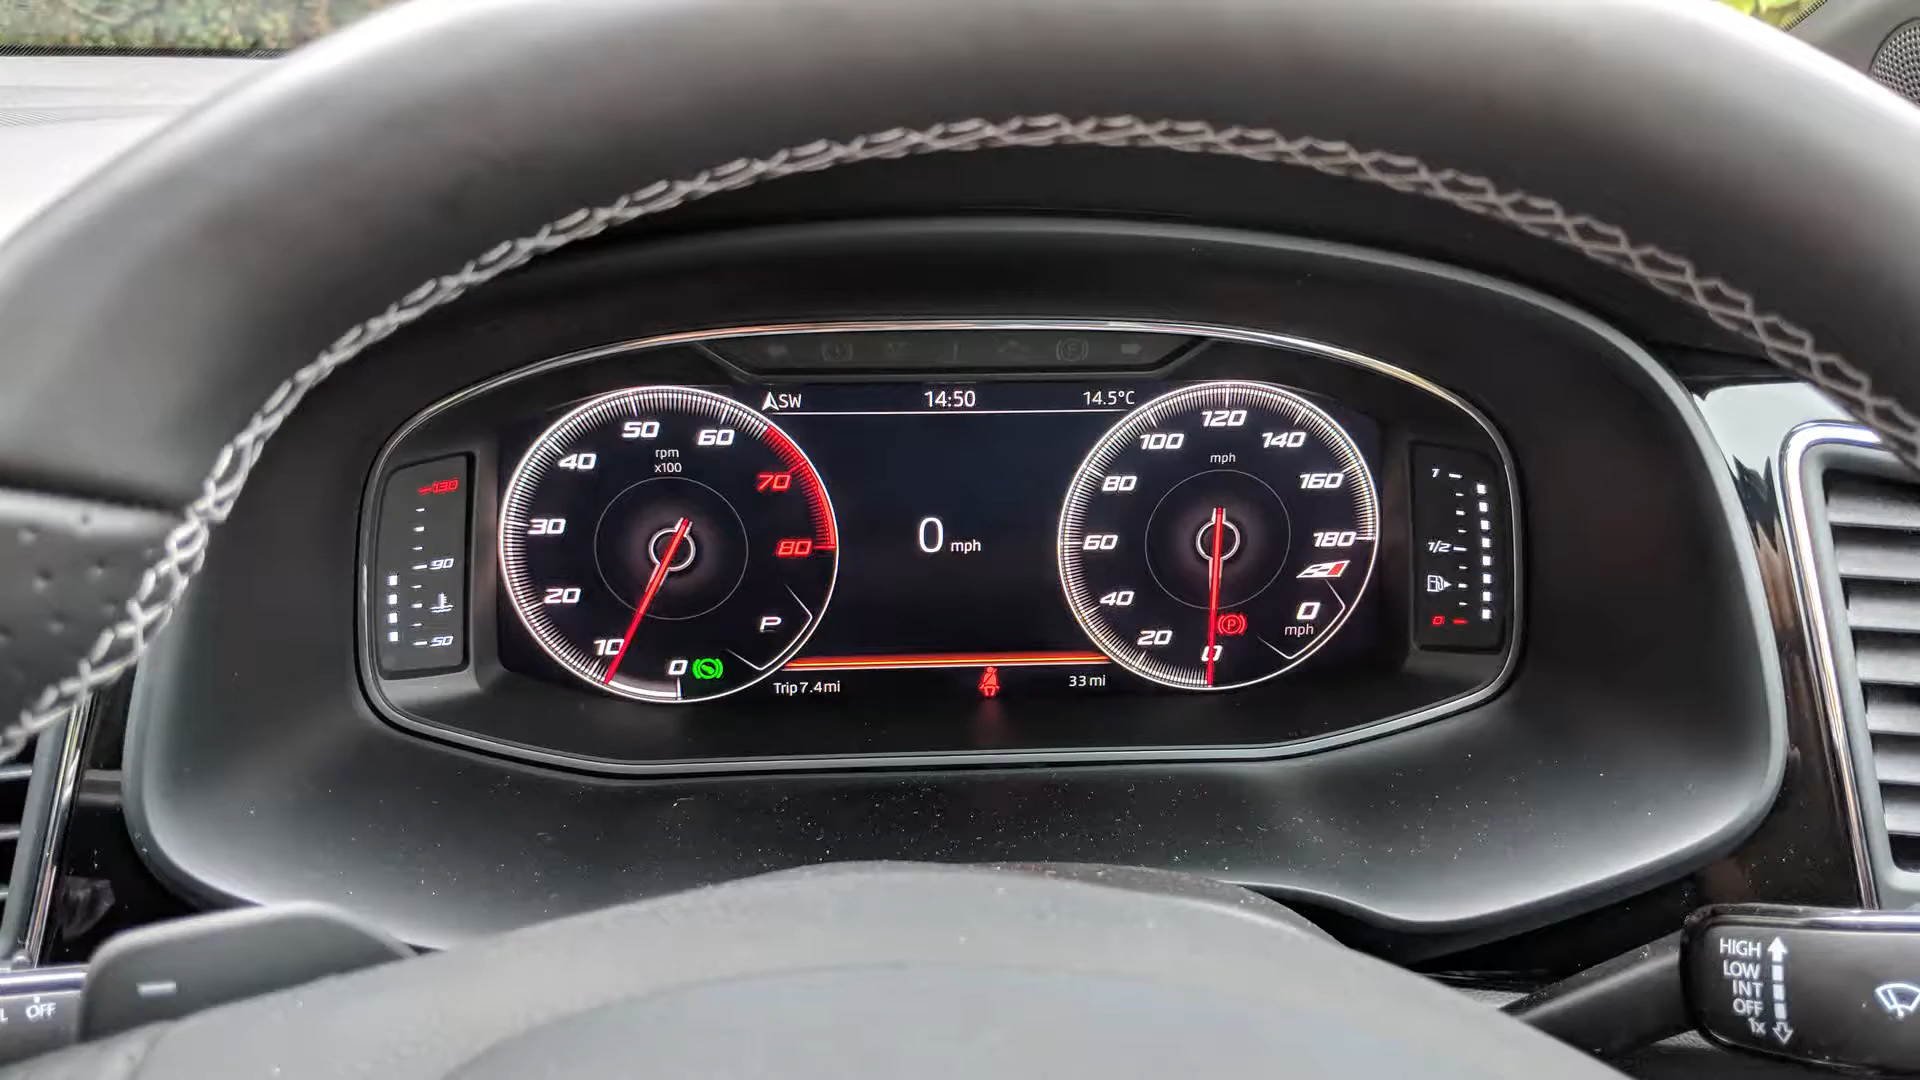 SW 14:50 14.5°C
rpm
x100
0 10 20 30 40 50 60 70 80
P
130
90
50
0 mph
Trip 7.4mi
33 mi
mph
0 20 40 60 80 100 120 140 160 180
P
0
mph
1
1/2
0
OFF
HIGH
LOW
INT
OFF
1x